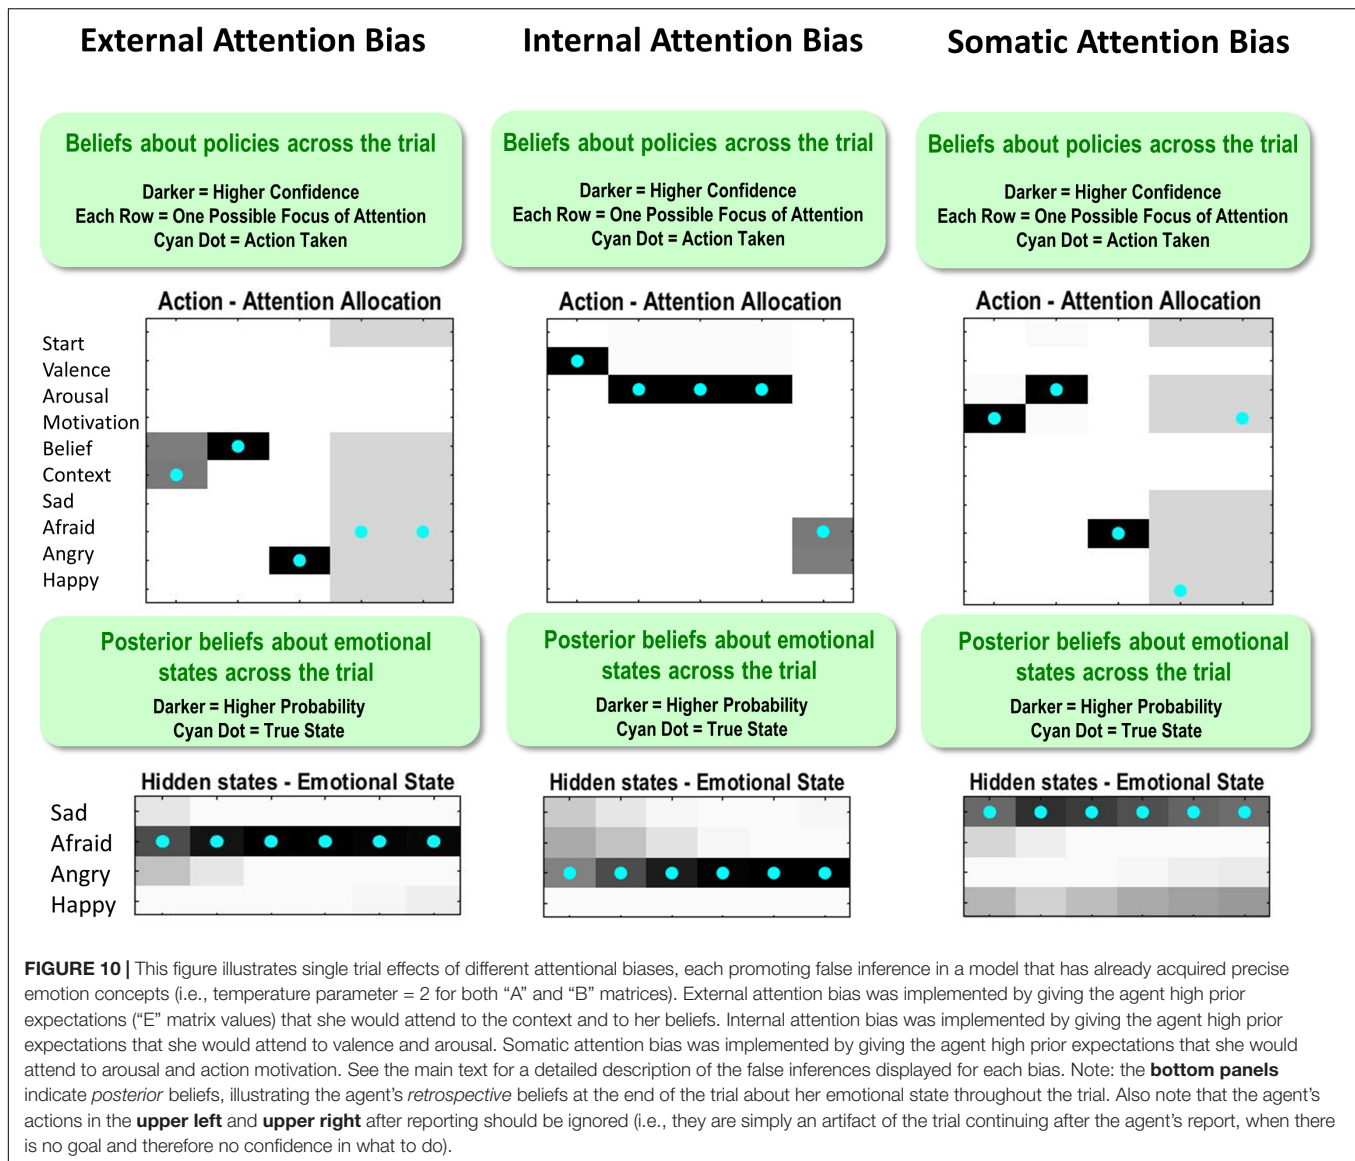 External Attention Bias
Internal Attention Bias
Somatic Attention Bias
Beliefs about policies across the trial
Darker = Higher Confidence
Each Row = One Possible Focus of Attention
Cyan Dot = Action Taken
Beliefs about policies across the trial
Darker = Higher Confidence
Each Row = One Possible Focus of Attention
Cyan Dot = Action Taken
Beliefs about policies across the trial
Darker = Higher Confidence
Each Row = One Possible Focus of Attention
Cyan Dot = Action Taken
Action - Attention Allocation
Action - Attention Allocation
Action - Attention Allocation
Start
Valence
Arousal
Motivation
Belief
Context
Sad
Afraid
Angry
Happy
Posterior beliefs about emotional
states across the trial
Darker = Higher Probability
Cyan Dot = True State
Posterior beliefs about emotional
states across the trial
Darker = Higher Probability
Cyan Dot = True State
Posterior beliefs about emotional
states across the trial
Darker = Higher Probability
Cyan Dot = True State
Hidden states - Emotional State
Hidden states - Emotional State
Hidden states - Emotional State
Sad
Afraid
Angry
Happy
FIGURE 10 | This figure illustrates single trial effects of different attentional biases, each promoting false inference in a model that has already acquired precise
emotion concepts (i.e., temperature parameter = 2 for both “A” and “B” matrices). External attention bias was implemented by giving the agent high prior
expectations (“E” matrix values) that she would attend to the context and to her beliefs. Internal attention bias was implemented by giving the agent high prior
expectations that she would attend to valence and arousal. Somatic attention bias was implemented by giving the agent high prior expectations that she would
attend to arousal and action motivation. See the main text for a detailed description of the false inferences displayed for each bias. Note: the bottom panels
indicate posterior beliefs, illustrating the agent’s retrospective beliefs at the end of the trial about her emotional state throughout the trial. Also note that the agent’s
actions in the upper left and upper right after reporting should be ignored (i.e., they are simply an artifact of the trial continuing after the agent’s report, when there
is no goal and therefore no confidence in what to do).